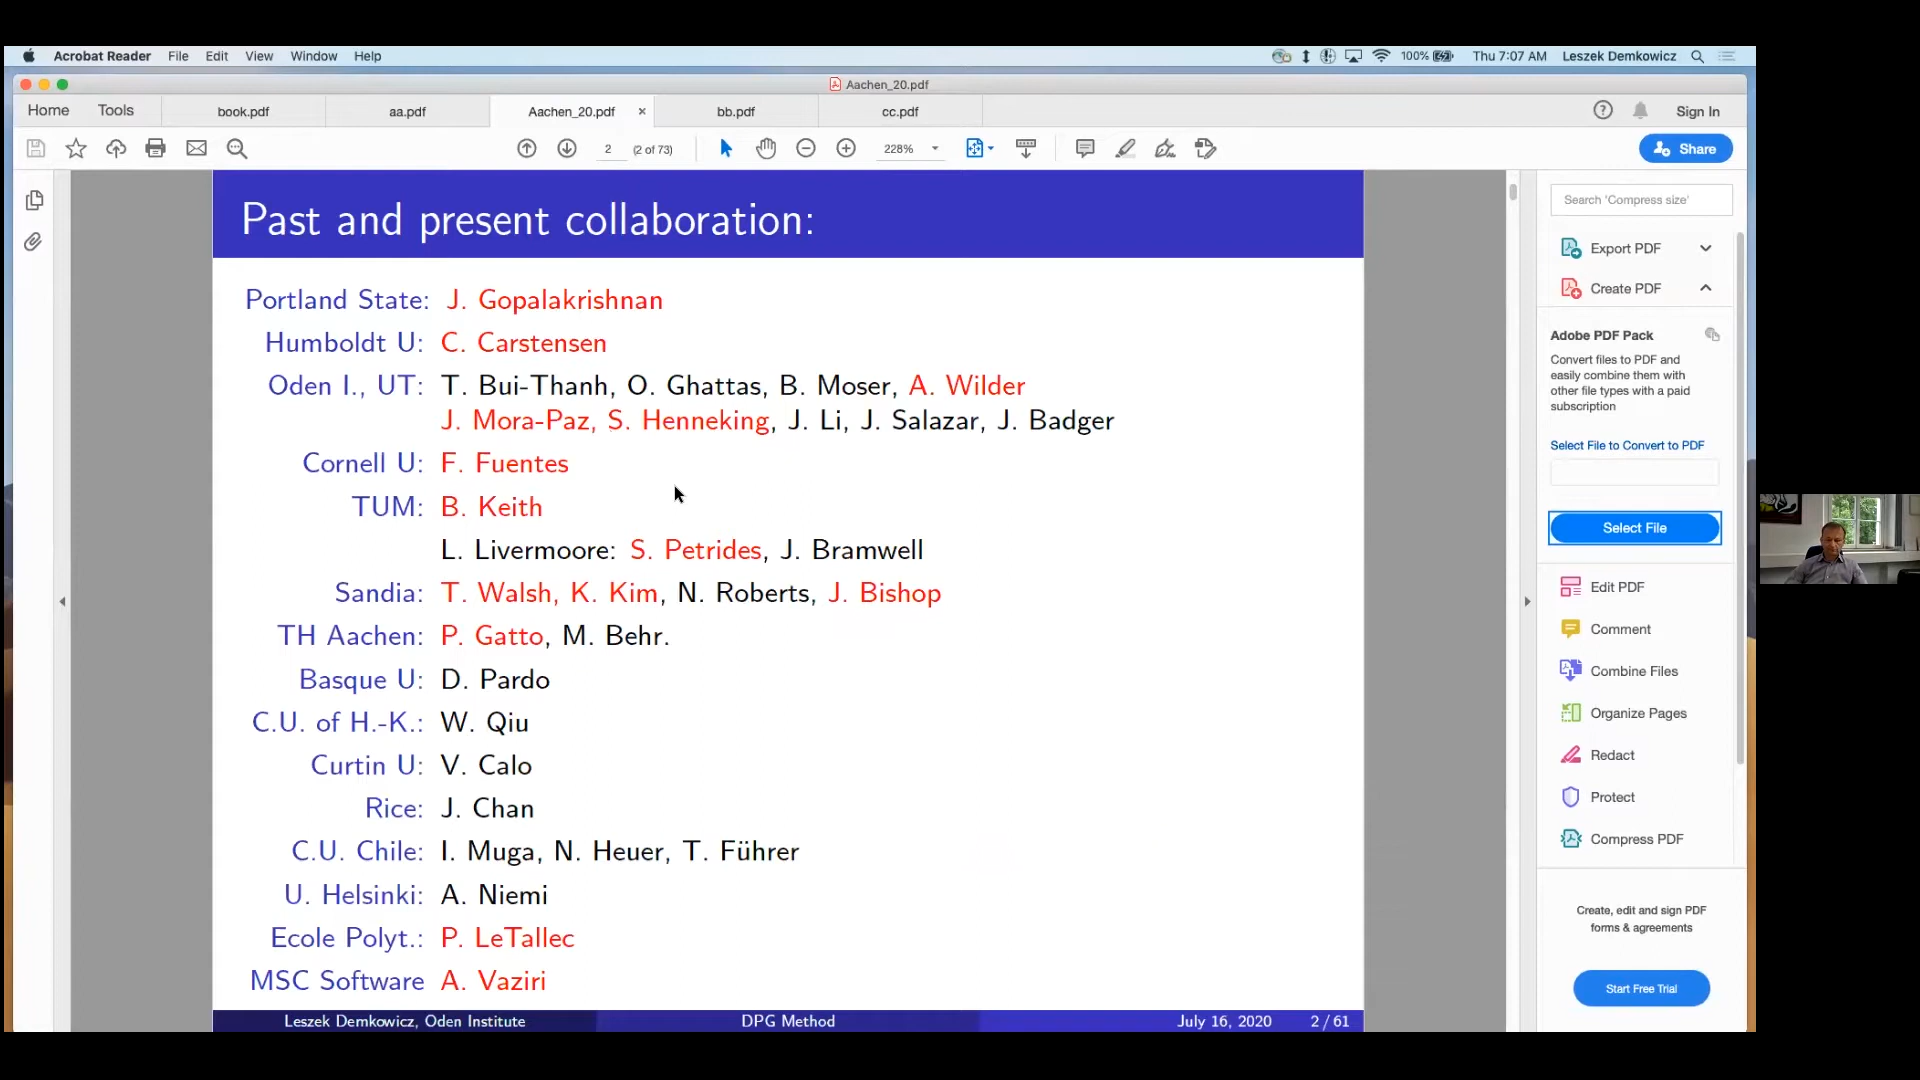 Acrobat Reader File Edit View Window Help 100% Thu 7:07 AM Leszek Demkowicz
Aachen_20.pdf
Home Tools book.pdf aa.pdf Aachen_20.pdf × bb.pdf cc.pdf Sign In
2 (2 of 73) 228% Share
Past and present collaboration:
Portland State: J. Gopalakrishnan
Humboldt U: C. Carstensen
Oden I., UT: T. Bui-Thanh, O. Ghattas, B. Moser, A. Wilder
J. Mora-Paz, S. Henneking, J. Li, J. Salazar, J. Badger
Cornell U: F. Fuentes
TUM: B. Keith
L. Livermoore: S. Petrides, J. Bramwell
Sandia: T. Walsh, K. Kim, N. Roberts, J. Bishop
TH Aachen: P. Gatto, M. Behr.
Basque U: D. Pardo
C.U. of H.-K.: W. Qiu
Curtin U: V. Calo
Rice: J. Chan
C.U. Chile: I. Muga, N. Heuer, T. Führer
U. Helsinki: A. Niemi
Ecole Polyt.: P. LeTallec
MSC Software A. Vaziri
Leszek Demkowicz, Oden Institute DPG Method July 16, 2020 2 / 61
Search 'Compress size'
Export PDF
Create PDF
Adobe PDF Pack
Convert files to PDF and
easily combine them with
other file types with a paid
subscription
Select File to Convert to PDF
Select File
Edit PDF
Comment
Combine Files
Organize Pages
Redact
Protect
Compress PDF
Create, edit and sign PDF
forms & agreements
Start Free Trial